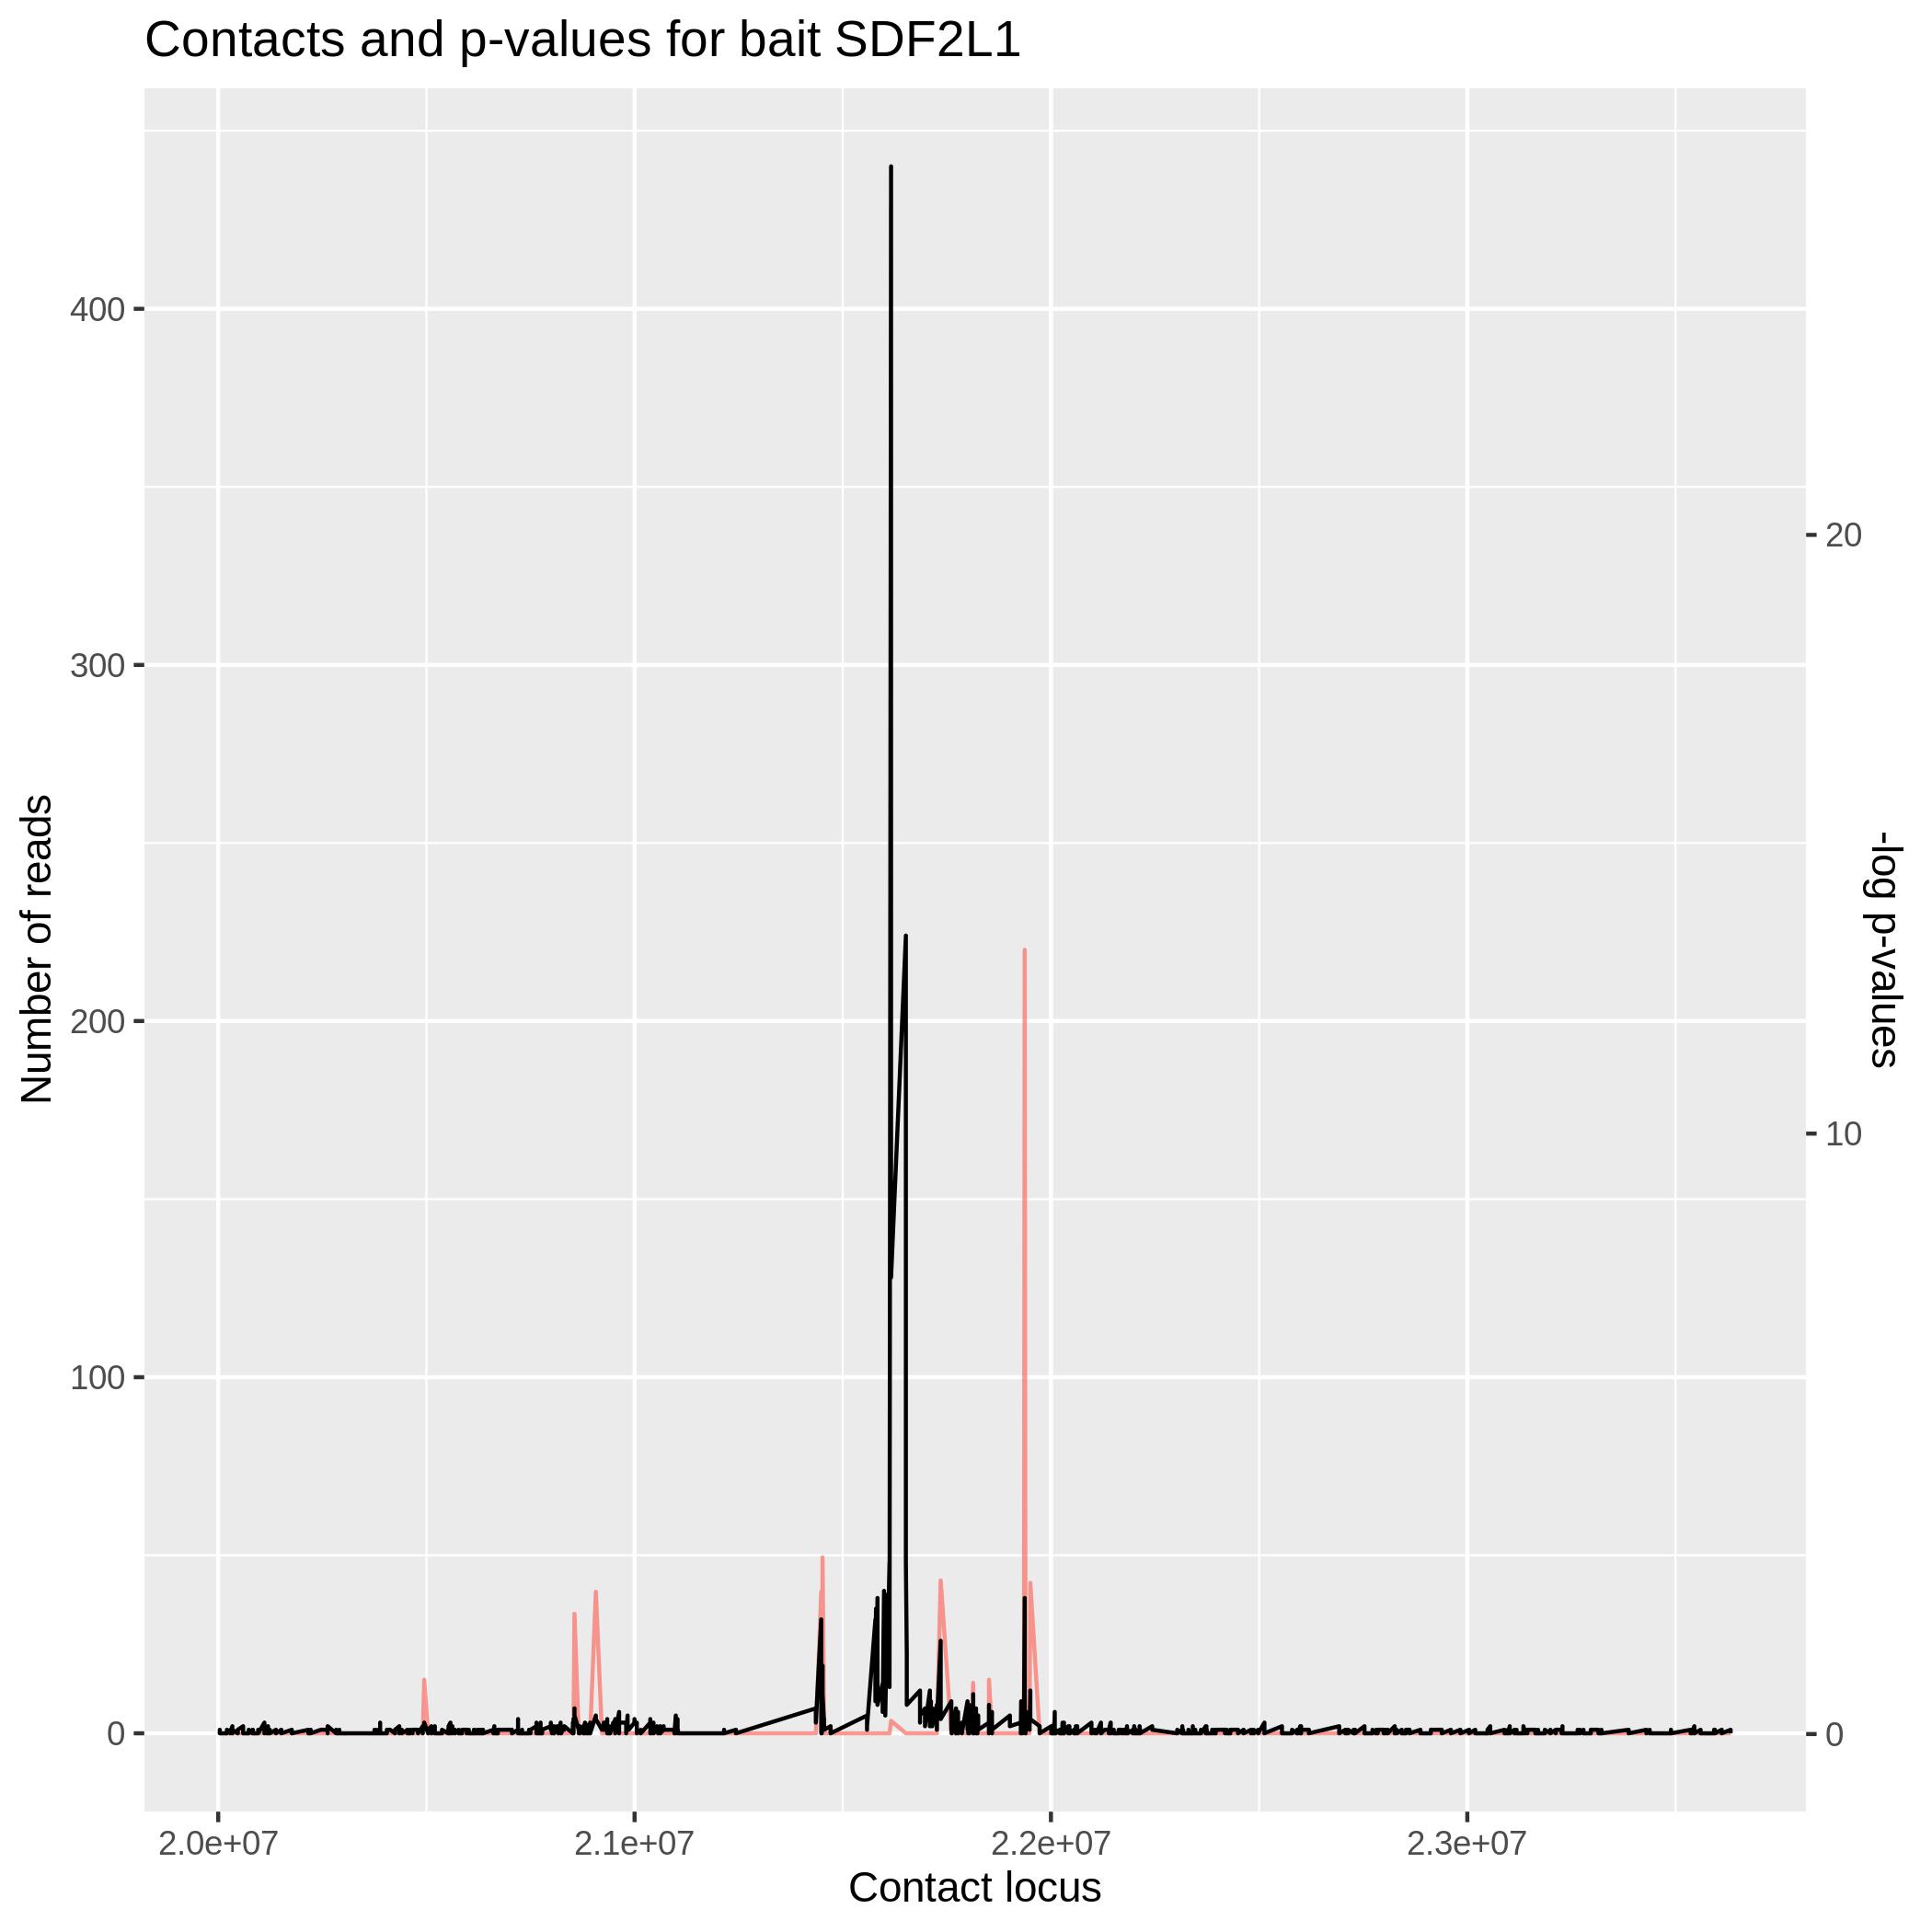 Contacts and p-values for bait SDF2L1
400
300
200
100
0
20
10
0
Number of reads
-log p-values
2.0e+07
2.1e+07
2.2e+07
2.3e+07
Contact locus